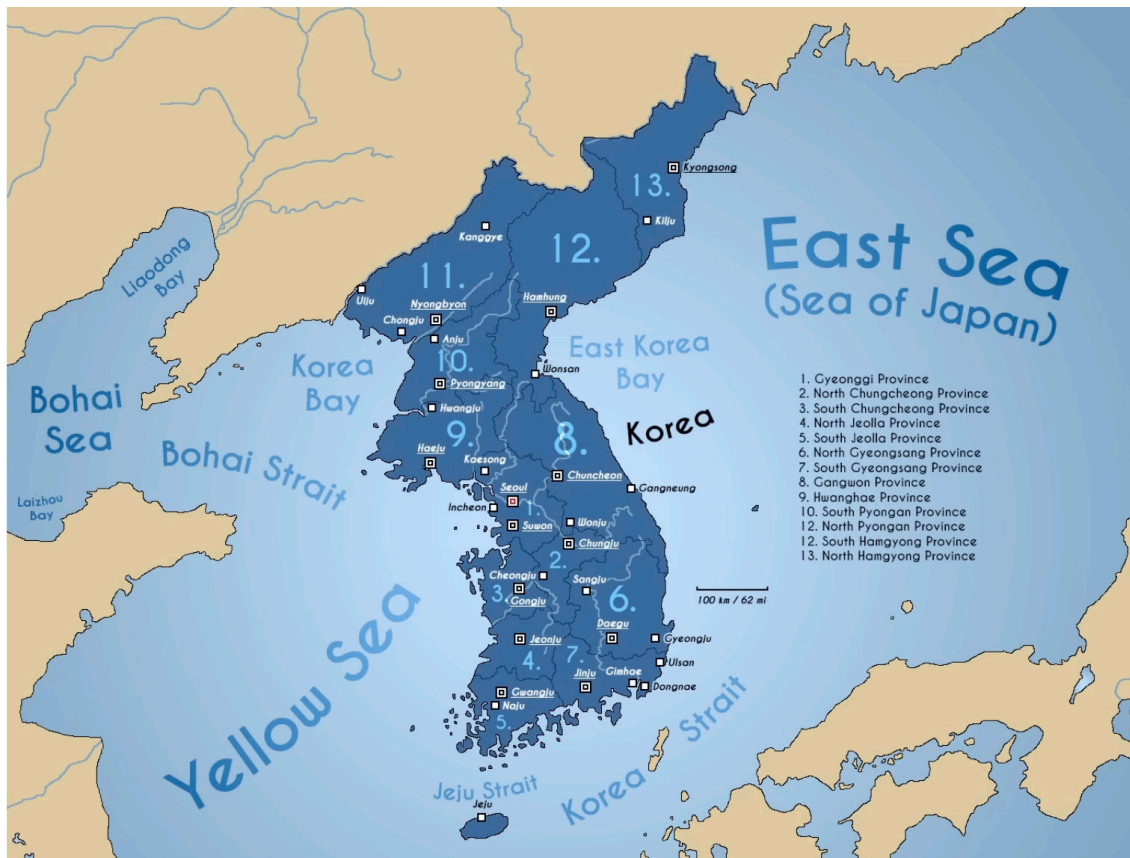 Kyongsong
13.
Kilju
Kanggye
12.
East Sea
(Sea of Japan)
Liaodong
Bay
11.
Uiju
Nyongbyon
Hamhung
Chongju
Anju
Korea
Bay
10.
East Korea
Bay
Pyongyang
Wonsan
Hwangju
Bohai
Sea
Bohai Strait
9.
8.
Korea
Haeju
Kaesong
Chuncheon
Gangneung
Laizhou
Bay
Seoul
Incheon
1.
Suwon
Wonju
Chungju
2.
Cheongju
Sangju
3.
Gongju
6.
Daegu
Jeonju
Gyeongju
Ulsan
4.
7.
Gimhae
Jinju
Dongnae
Gwangju
Naju
5.
Yellow Sea
Jeju Strait
Jeju
Korea Strait
1. Gyeonggi Province
2. North Chungcheong Province
3. South Chungcheong Province
4. North Jeolla Province
5. South Jeolla Province
6. North Gyeongsang Province
7. South Gyeongsang Province
8. Gangwon Province
9. Hwanghae Province
10. South Pyongan Province
12. North Pyongan Province
12. South Hamgyong Province
13. North Hamgyong Province
100 km / 62 mi